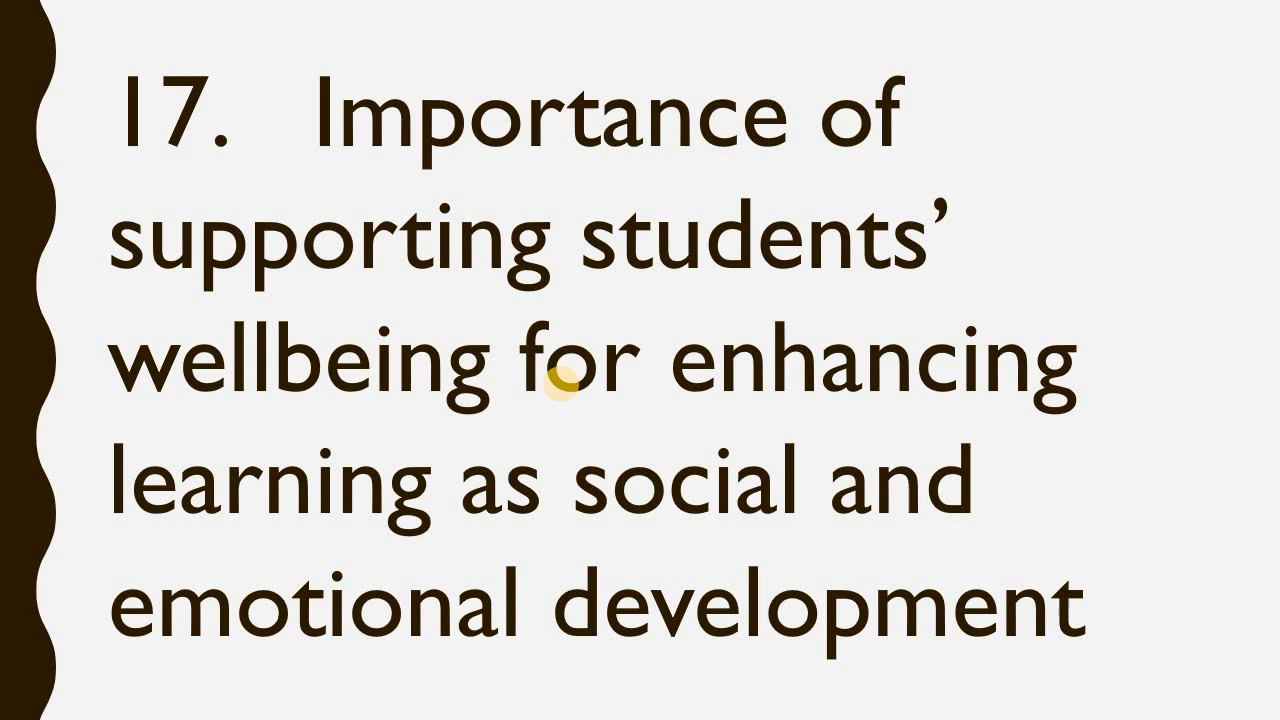 17. Importance of
supporting students’
wellbeing for enhancing
learning as social and
emotional development